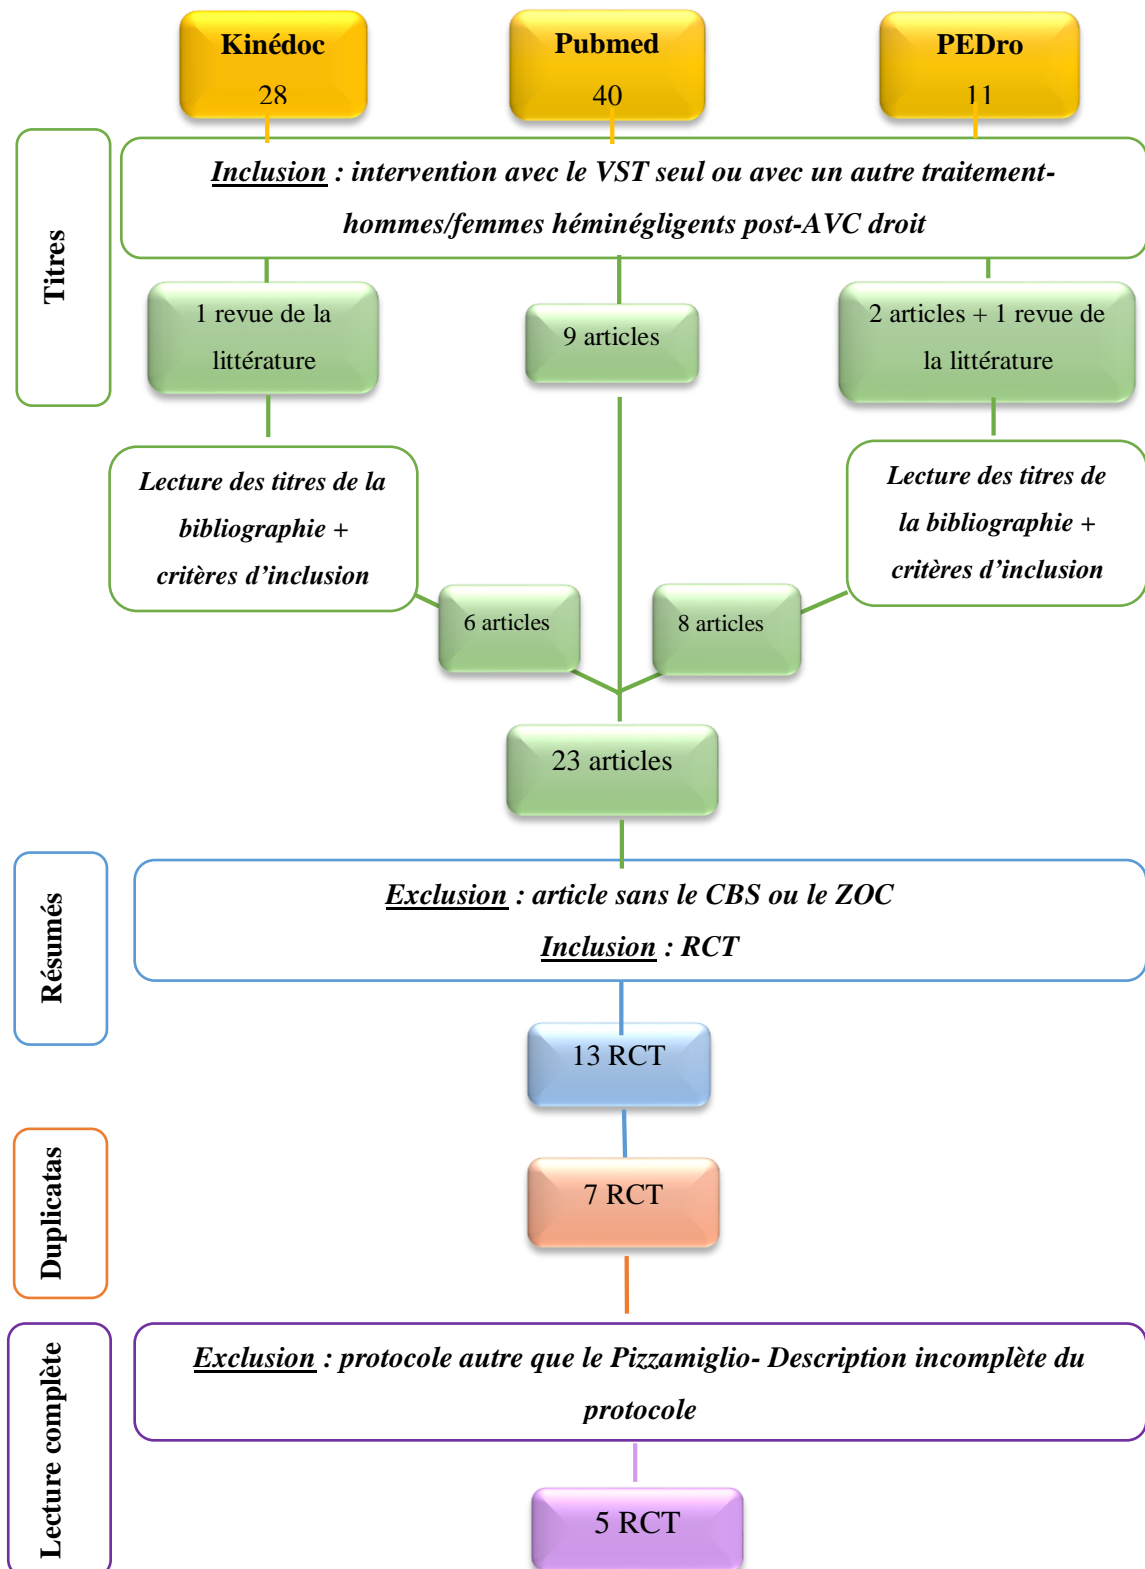 Kinédoc
28
Pubmed
40
PEDro
11
Titres
Inclusion : intervention avec le VST seul ou avec un autre traitement-
hommes/femmes héminégligents post-AVC droit
1 revue de la
littérature
9 articles
2 articles + 1 revue de
la littérature
Lecture des titres de la
bibliographie +
critères d’inclusion
Lecture des titres de
la bibliographie +
critères d’inclusion
6 articles
8 articles
23 articles
Résumés
Exclusion : article sans le CBS ou le ZOC
Inclusion : RCT
13 RCT
Duplicatas
7 RCT
Lecture complète
Exclusion : protocole autre que le Pizzamiglio- Description incomplète du
protocole
5 RCT